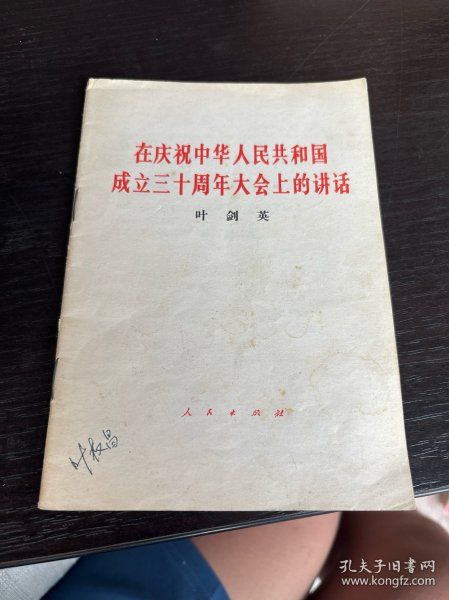 在庆祝中华人民共和国
成立三十周年大会上的讲话
叶剑英
人民出版社
孔夫子旧书网
www.kongfz.com